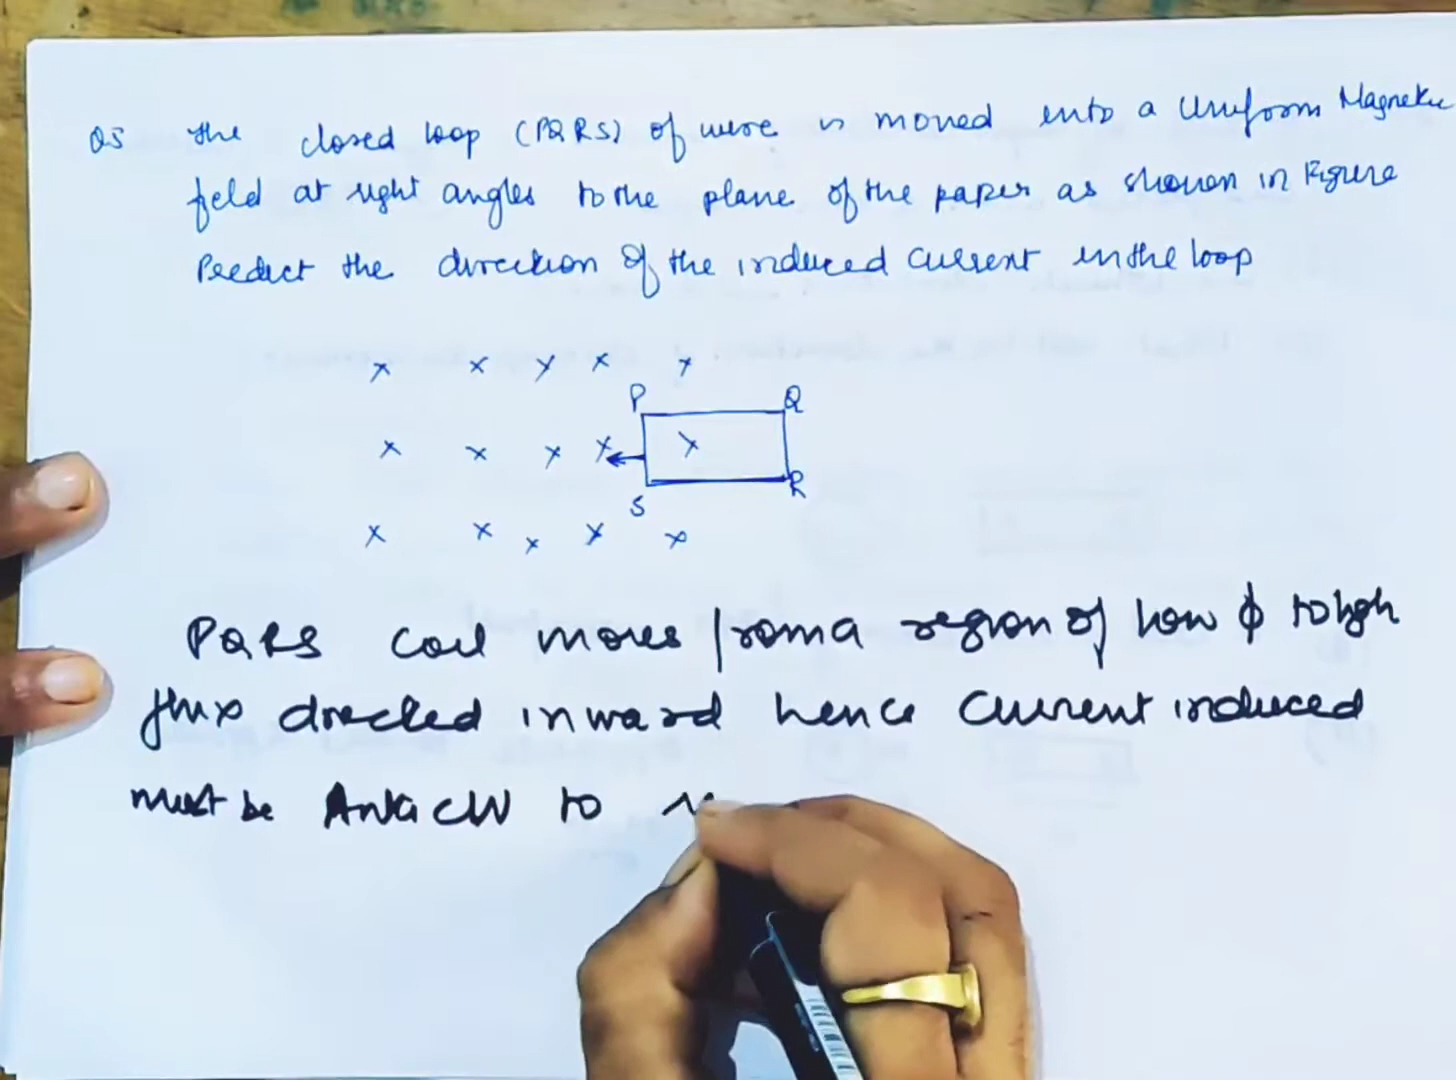 Q5 The closed loop (PQRS) of wire is moved into a Uniform Magnetic
field at right angles to the plane of the paper as shown in Figure
Predict the direction of the induced current in the loop
x x x x x
P Q
x x x x x
S R
x x x x x
PQRS coil moves from a region of low ϕ to high
flux directed inward hence current induced
must be AntiCW to